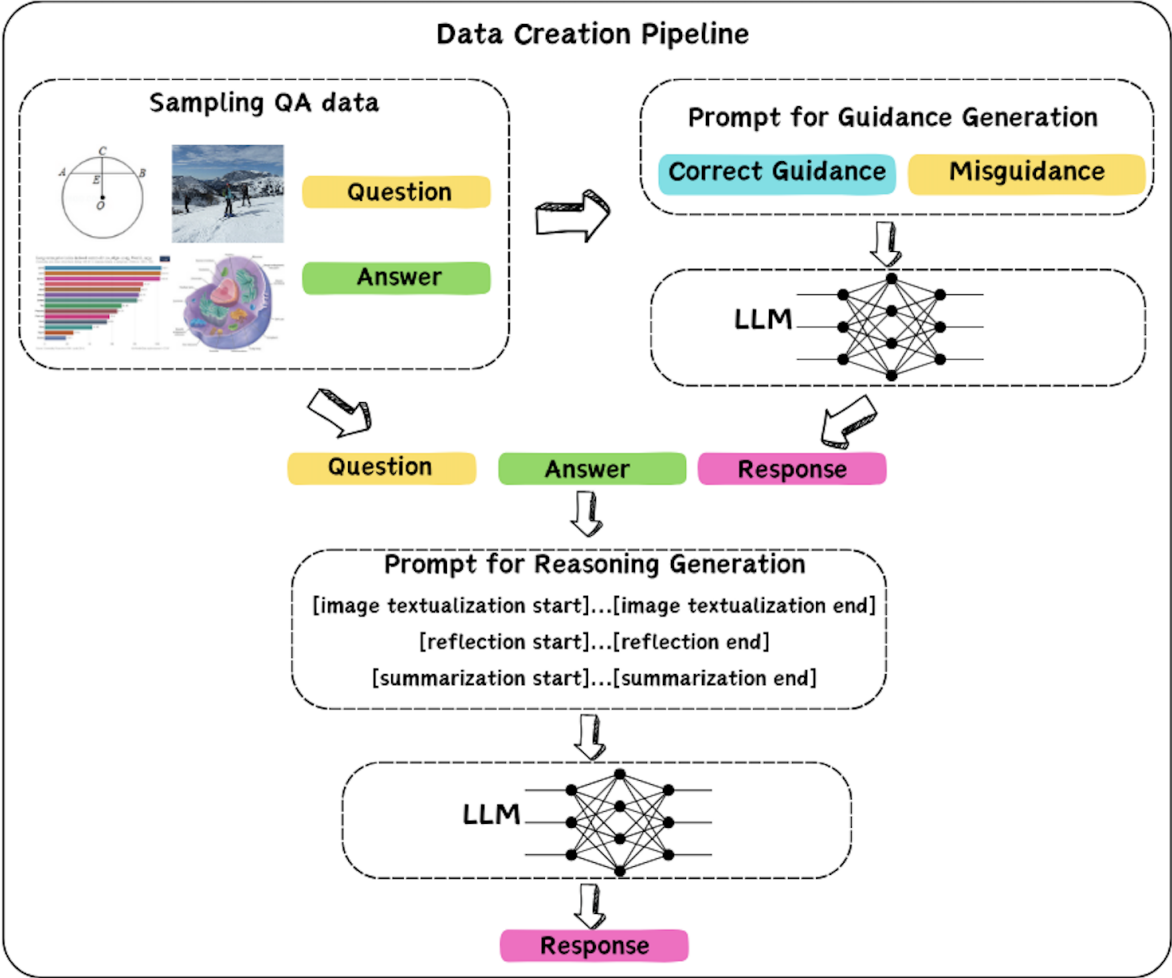 Data Creation Pipeline
Sampling QA data
C
A
B
E
O
Question
Answer
Prompt for Guidance Generation
Correct Guidance
Misguidance
LLM
Question
Answer
Response
Prompt for Reasoning Generation
[image textualization start]...[image textualization end]
[reflection start]...[reflection end]
[summarization start]...[summarization end]
LLM
Response